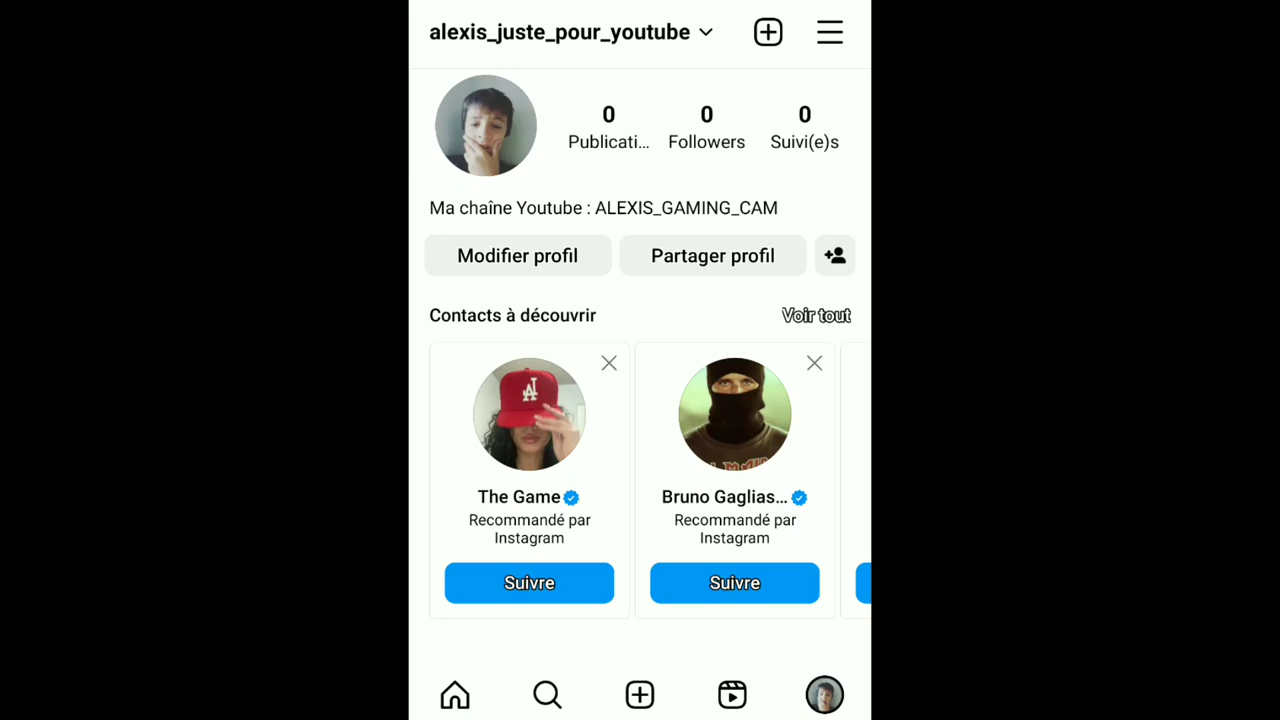 alexis_juste_pour_youtube
0 0 0
Publicati... Followers Suivi(e)s
Ma chaîne Youtube : ALEXIS_GAMING_CAM
Modifier profil Partager profil
Contacts à découvrir Voir tout
The Game Bruno Gaglias...
Recommandé par Recommandé par
Instagram Instagram
Suivre Suivre